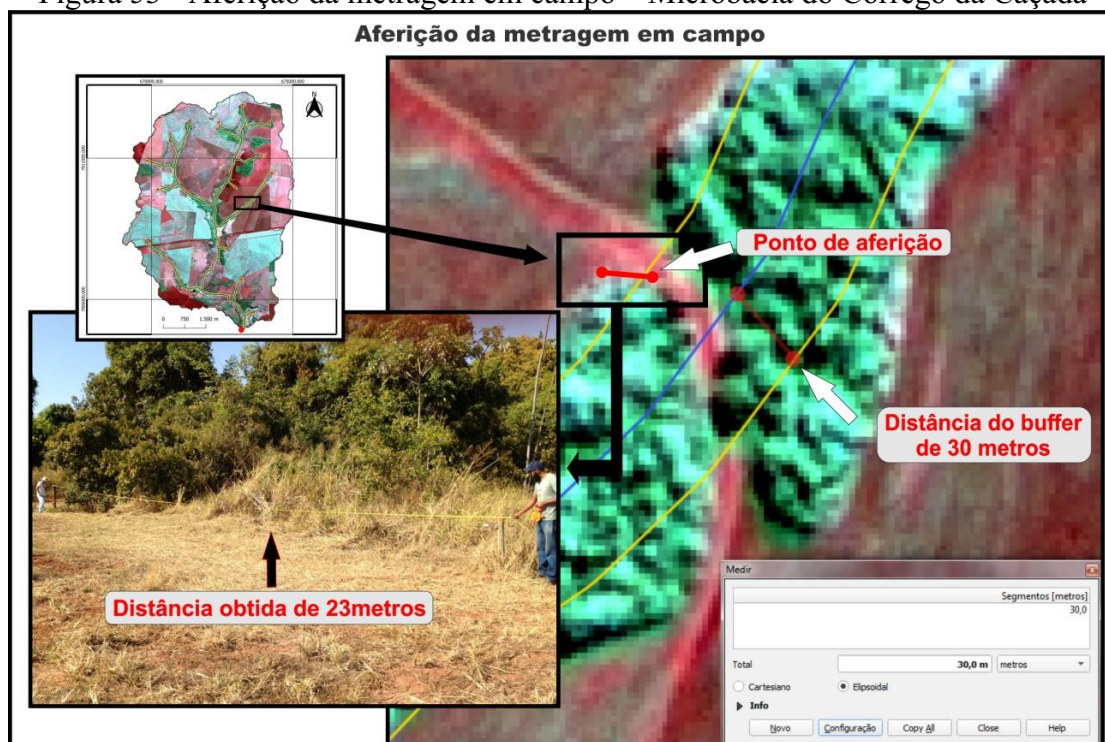 Figura 53 - Aferição da metragem em campo – Microbacia do Córrego da Caçada
Aferição da metragem em campo
N
0 750 1.500 m
Ponto de aferição
Distância do buffer
de 30 metros
Distância obtida de 23metros
Medir
Segmentos [metros]
30,0
Total 30,0 m metros
Cartesiano Elipsoidal
Info
Novo Configuração Copy All Close Help